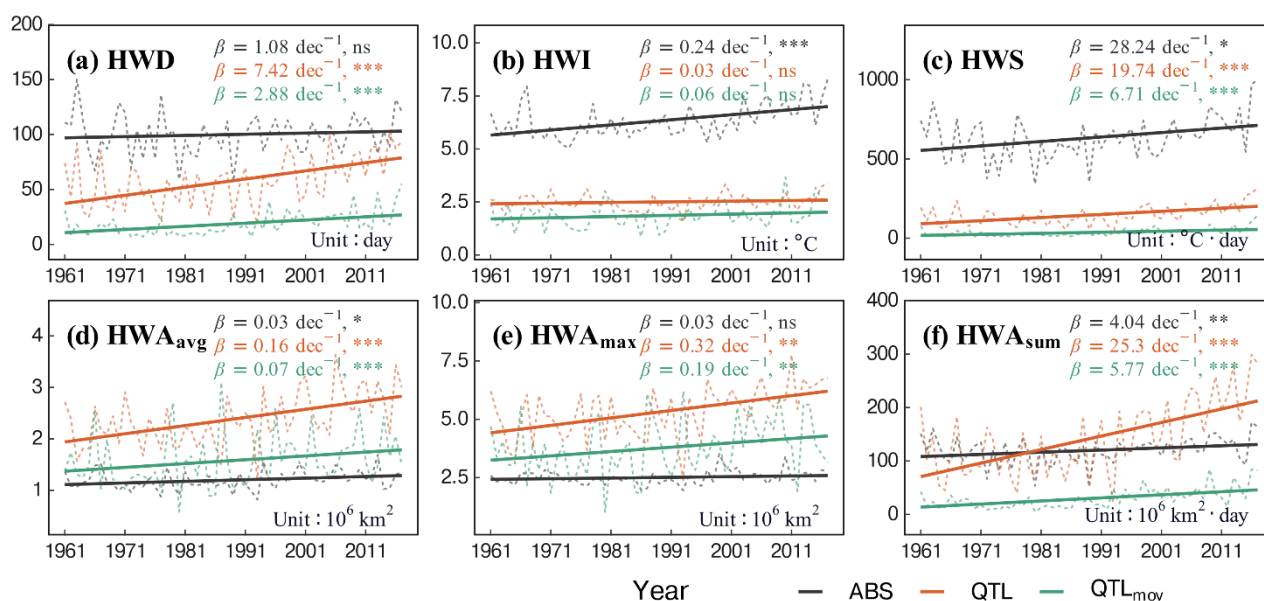 (a) HWD
β = 1.08 dec⁻¹, ns
β = 7.42 dec⁻¹, ***
β = 2.88 dec⁻¹, ***
200
150
100
50
0
Unit : day
1961 1971 1981 1991 2001 2011
(b) HWI
β = 0.24 dec⁻¹, ***
β = 0.03 dec⁻¹, ns
β = 0.06 dec⁻¹, ns
10.0
7.5
5.0
2.5
0.0
Unit : °C
1961 1971 1981 1991 2001 2011
(c) HWS
β = 28.24 dec⁻¹, *
β = 19.74 dec⁻¹, ***
β = 6.71 dec⁻¹, ***
1000
500
0
Unit : °C · day
1961 1971 1981 1991 2001 2011
(d) HWAavg
β = 0.03 dec⁻¹, *
β = 0.16 dec⁻¹, ***
β = 0.07 dec⁻¹, ***
4
3
2
1
Unit : 10⁶ km²
1961 1971 1981 1991 2001 2011
(e) HWAmax
β = 0.03 dec⁻¹, ns
β = 0.32 dec⁻¹, **
β = 0.19 dec⁻¹, **
10.0
7.5
5.0
2.5
Unit : 10⁶ km²
1961 1971 1981 1991 2001 2011
(f) HWAsum
β = 4.04 dec⁻¹, **
β = 25.3 dec⁻¹, ***
β = 5.77 dec⁻¹, ***
400
300
200
100
0
Unit : 10⁶ km² · day
1961 1971 1981 1991 2001 2011
Year
ABS QTL QTLmov